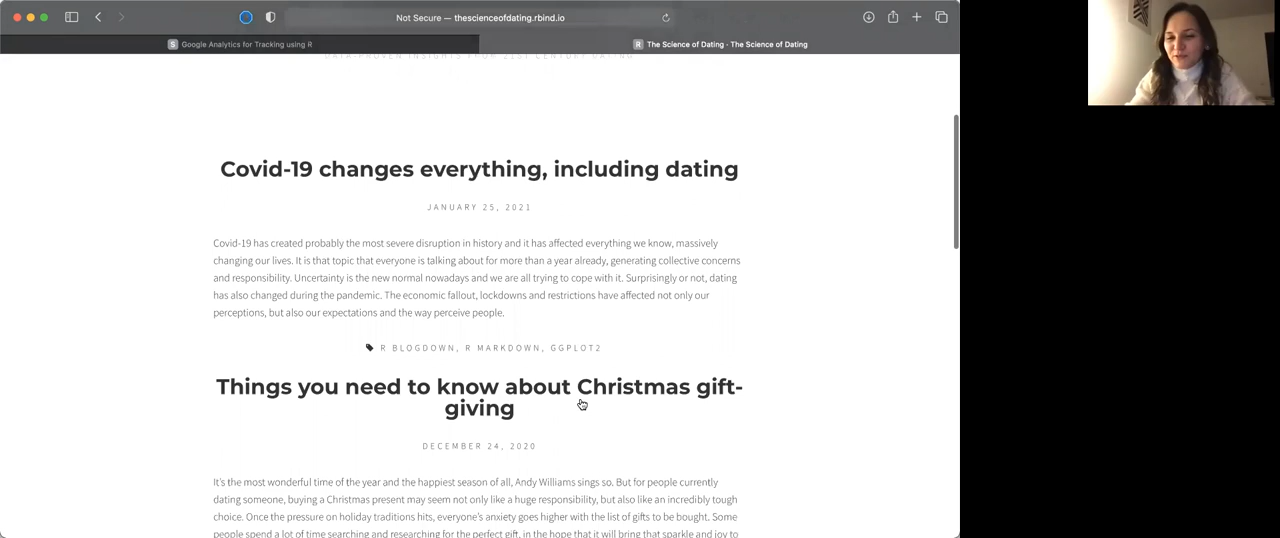 Not Secure — thescienceofdating.rbind.io
S Google Analytics for Tracking using R
R The Science of Dating · The Science of Dating
DATA-PROVEN INSIGHTS FROM 21ST CENTURY DATING
Covid-19 changes everything, including dating
JANUARY 25, 2021
Covid-19 has created probably the most severe disruption in history and it has affected everything we know, massively
changing our lives. It is that topic that everyone is talking about for more than a year already, generating collective concerns
and responsibility. Uncertainty is the new normal nowadays and we are all trying to cope with it. Surprisingly or not, dating
has also changed during the pandemic. The economic fallout, lockdowns and restrictions have affected not only our
perceptions, but also our expectations and the way perceive people.
R BLOGDOWN, R MARKDOWN, GGPLOT2
Things you need to know about Christmas gift-
giving
DECEMBER 24, 2020
It's the most wonderful time of the year and the happiest season of all, Andy Williams sings so. But for people currently
dating someone, buying a Christmas present may seem not only like a huge responsibility, but also like an incredibly tough
choice. Once the pressure on holiday traditions hits, everyone's anxiety goes higher with the list of gifts to be bought. Some
people spend a lot of time searching and researching for the perfect gift, in the hope that it will bring that sparkle and joy to